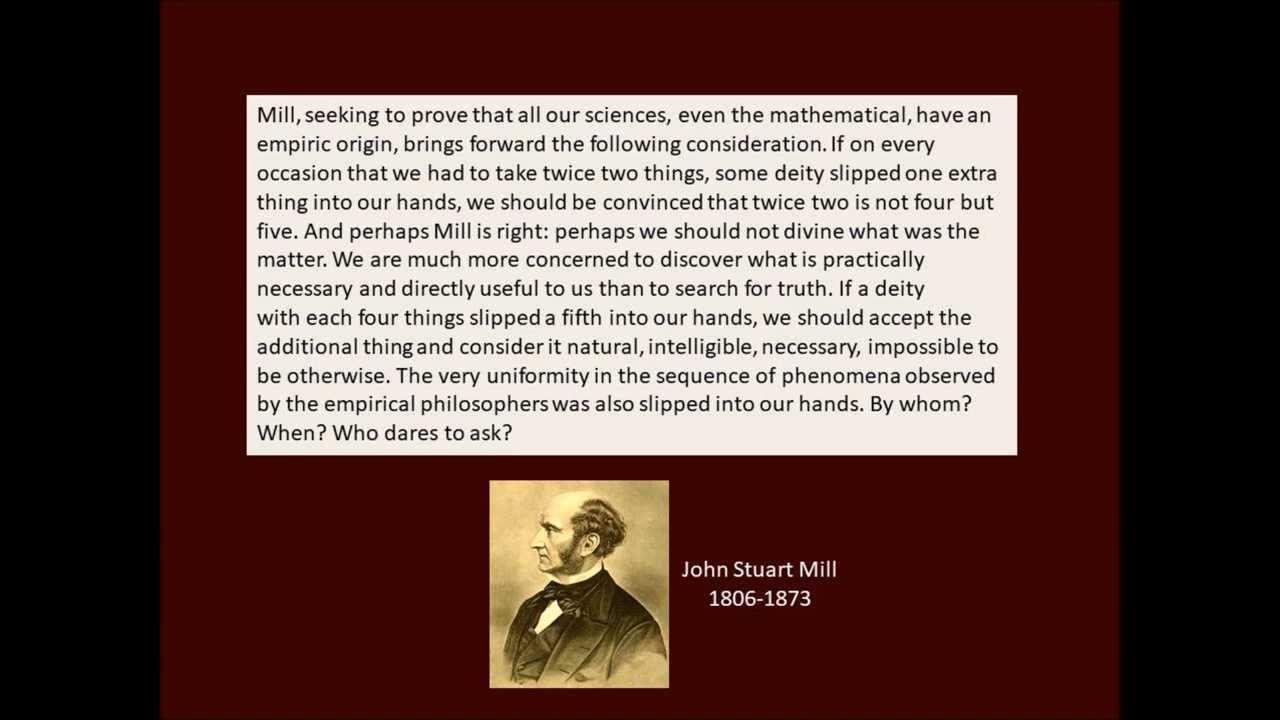 Mill, seeking to prove that all our sciences, even the mathematical, have an
empiric origin, brings forward the following consideration. If on every
occasion that we had to take twice two things, some deity slipped one extra
thing into our hands, we should be convinced that twice two is not four but
five. And perhaps Mill is right: perhaps we should not divine what was the
matter. We are much more concerned to discover what is practically
necessary and directly useful to us than to search for truth. If a deity
with each four things slipped a fifth into our hands, we should accept the
additional thing and consider it natural, intelligible, necessary, impossible to
be otherwise. The very uniformity in the sequence of phenomena observed
by the empirical philosophers was also slipped into our hands. By whom?
When? Who dares to ask?
John Stuart Mill
1806-1873